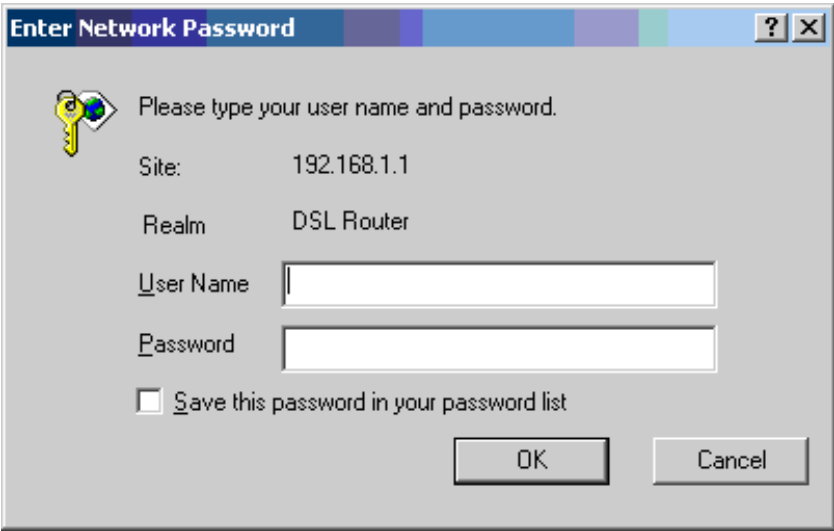 Enter Network Password
Please type your user name and password.
Site: 192.168.1.1
Realm DSL Router
User Name
Password
Save this password in your password list
OK Cancel